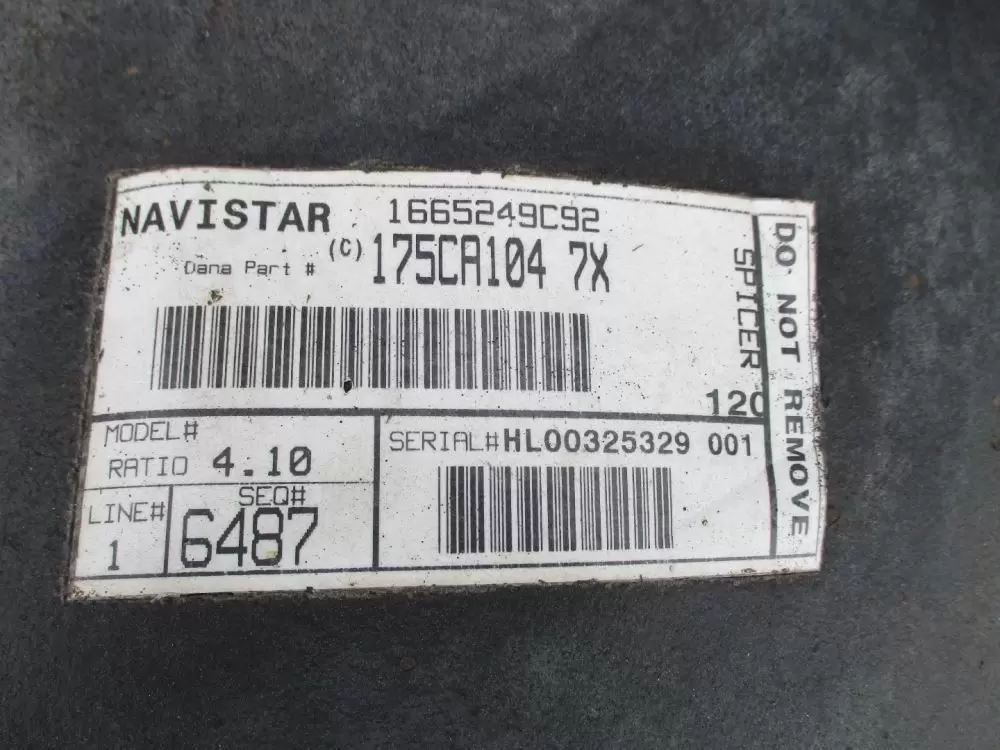 NAVISTAR 1665249C92
Dana Part # (C) 175CA104 7X
SPICER
120
DO NOT REMOVE
MODEL#
RATIO 4.10
SERIAL# HL00325329 001
LINE# 1
SEQ# 6487